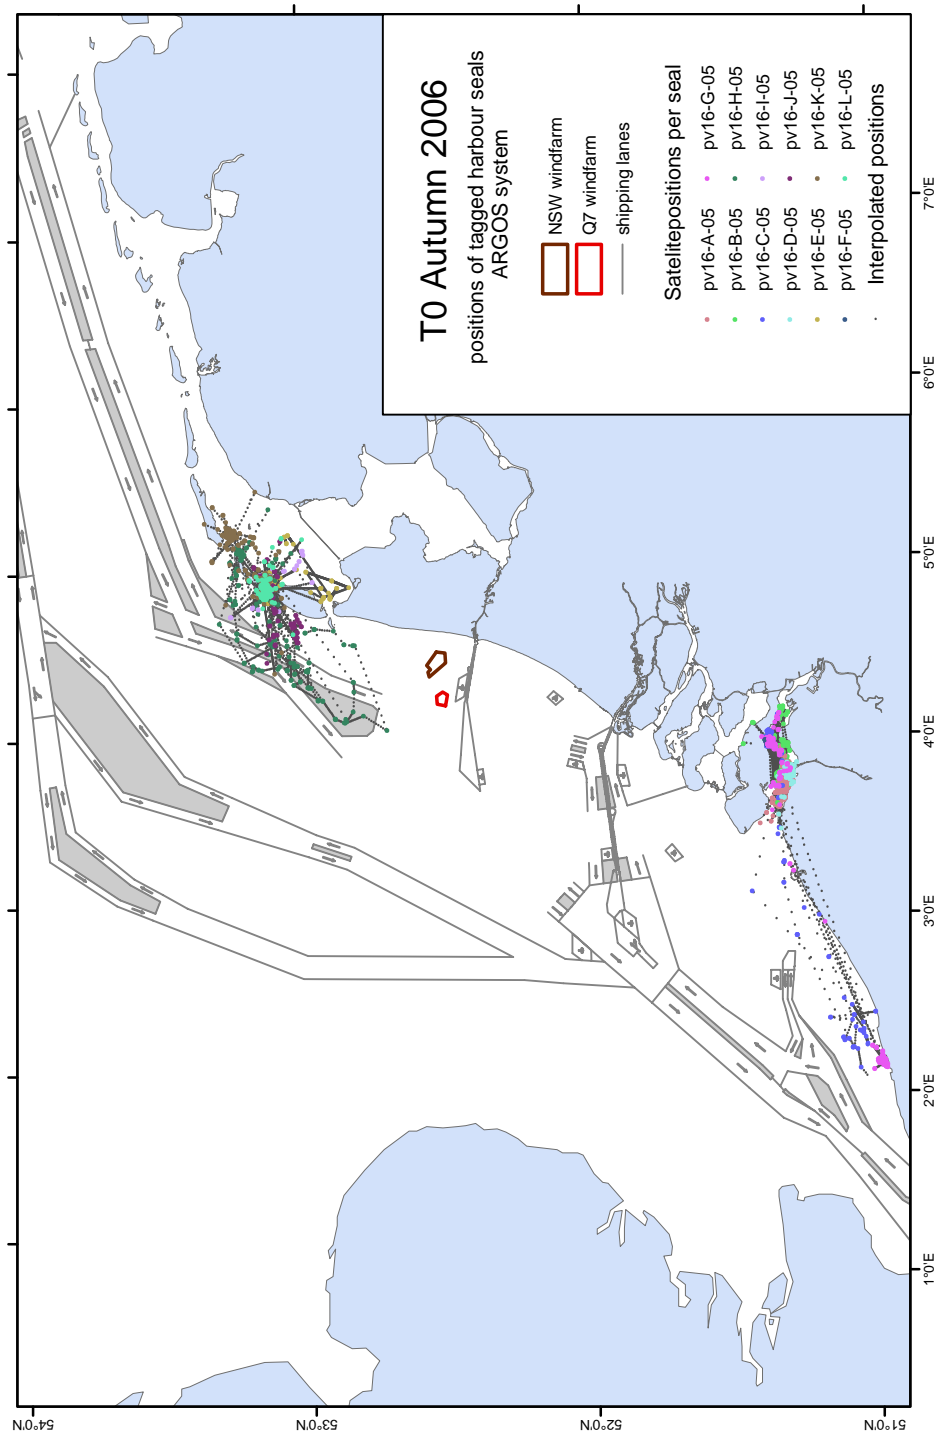 T0 Autumn 2006
positions of tagged harbour seals
ARGOS system
NSW windfarm
Q7 windfarm
shipping lanes
Satelitepositions per seal
pv16-A-05 pv16-G-05
pv16-B-05 pv16-H-05
pv16-C-05 pv16-I-05
pv16-D-05 pv16-J-05
pv16-E-05 pv16-K-05
pv16-F-05 pv16-L-05
Interpolated positions
54°0'N
53°0'N
52°0'N
51°0'N
1°0'E
2°0'E
3°0'E
4°0'E
5°0'E
6°0'E
7°0'E